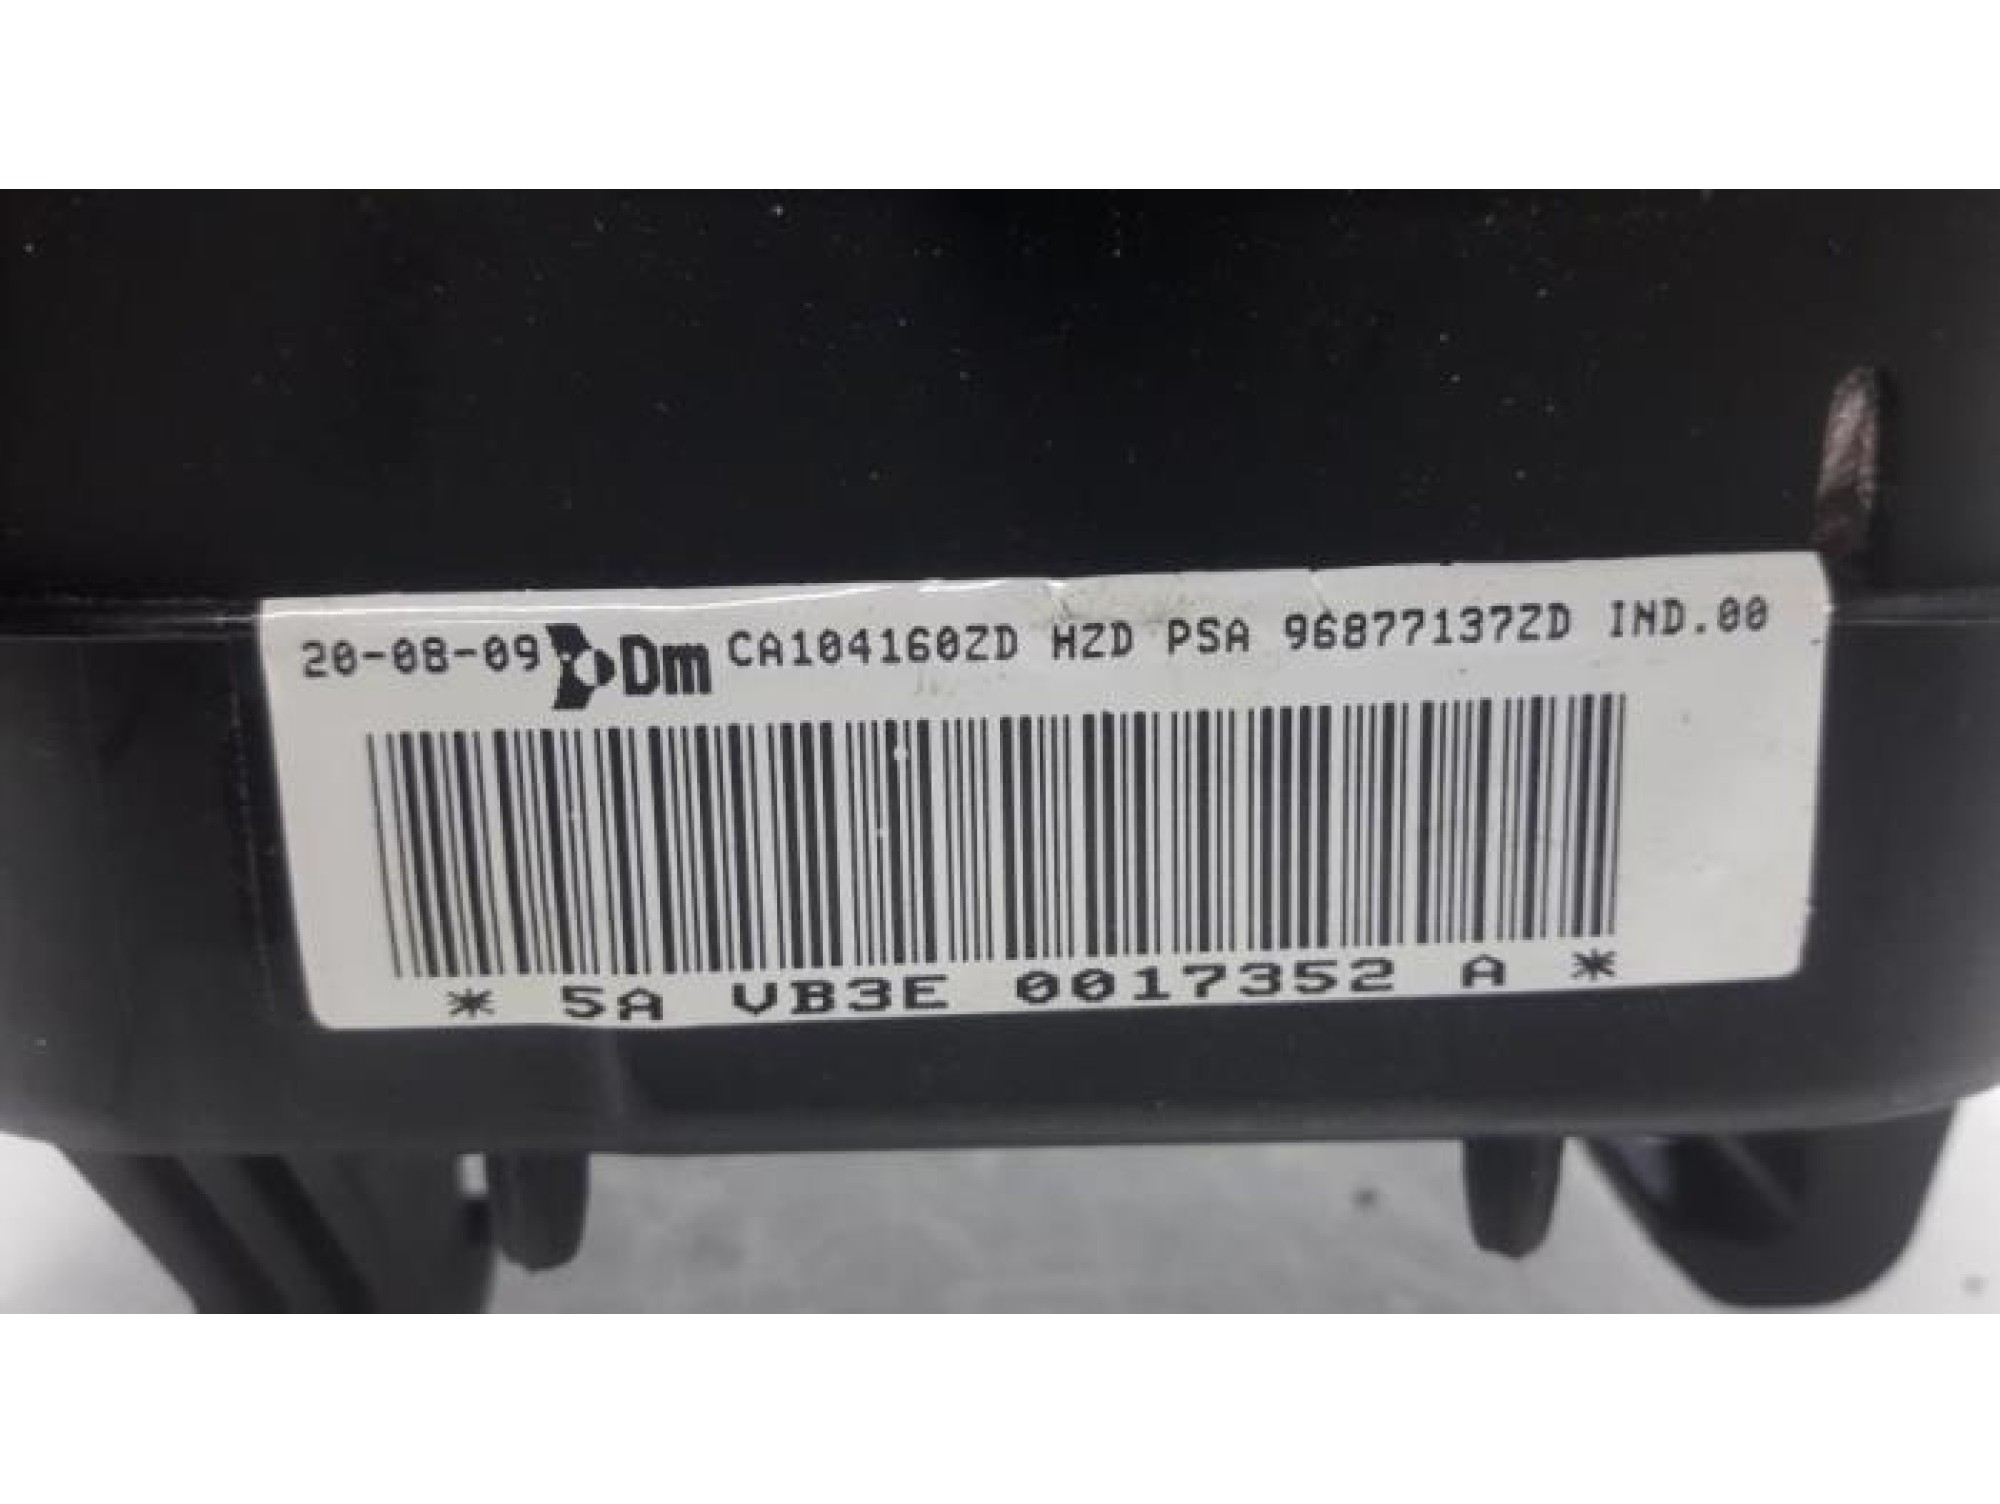 20-08-09 Dm CA104160ZD HZD PSA 96877137ZD IND.00
* 5A VB3E 0017352 A *